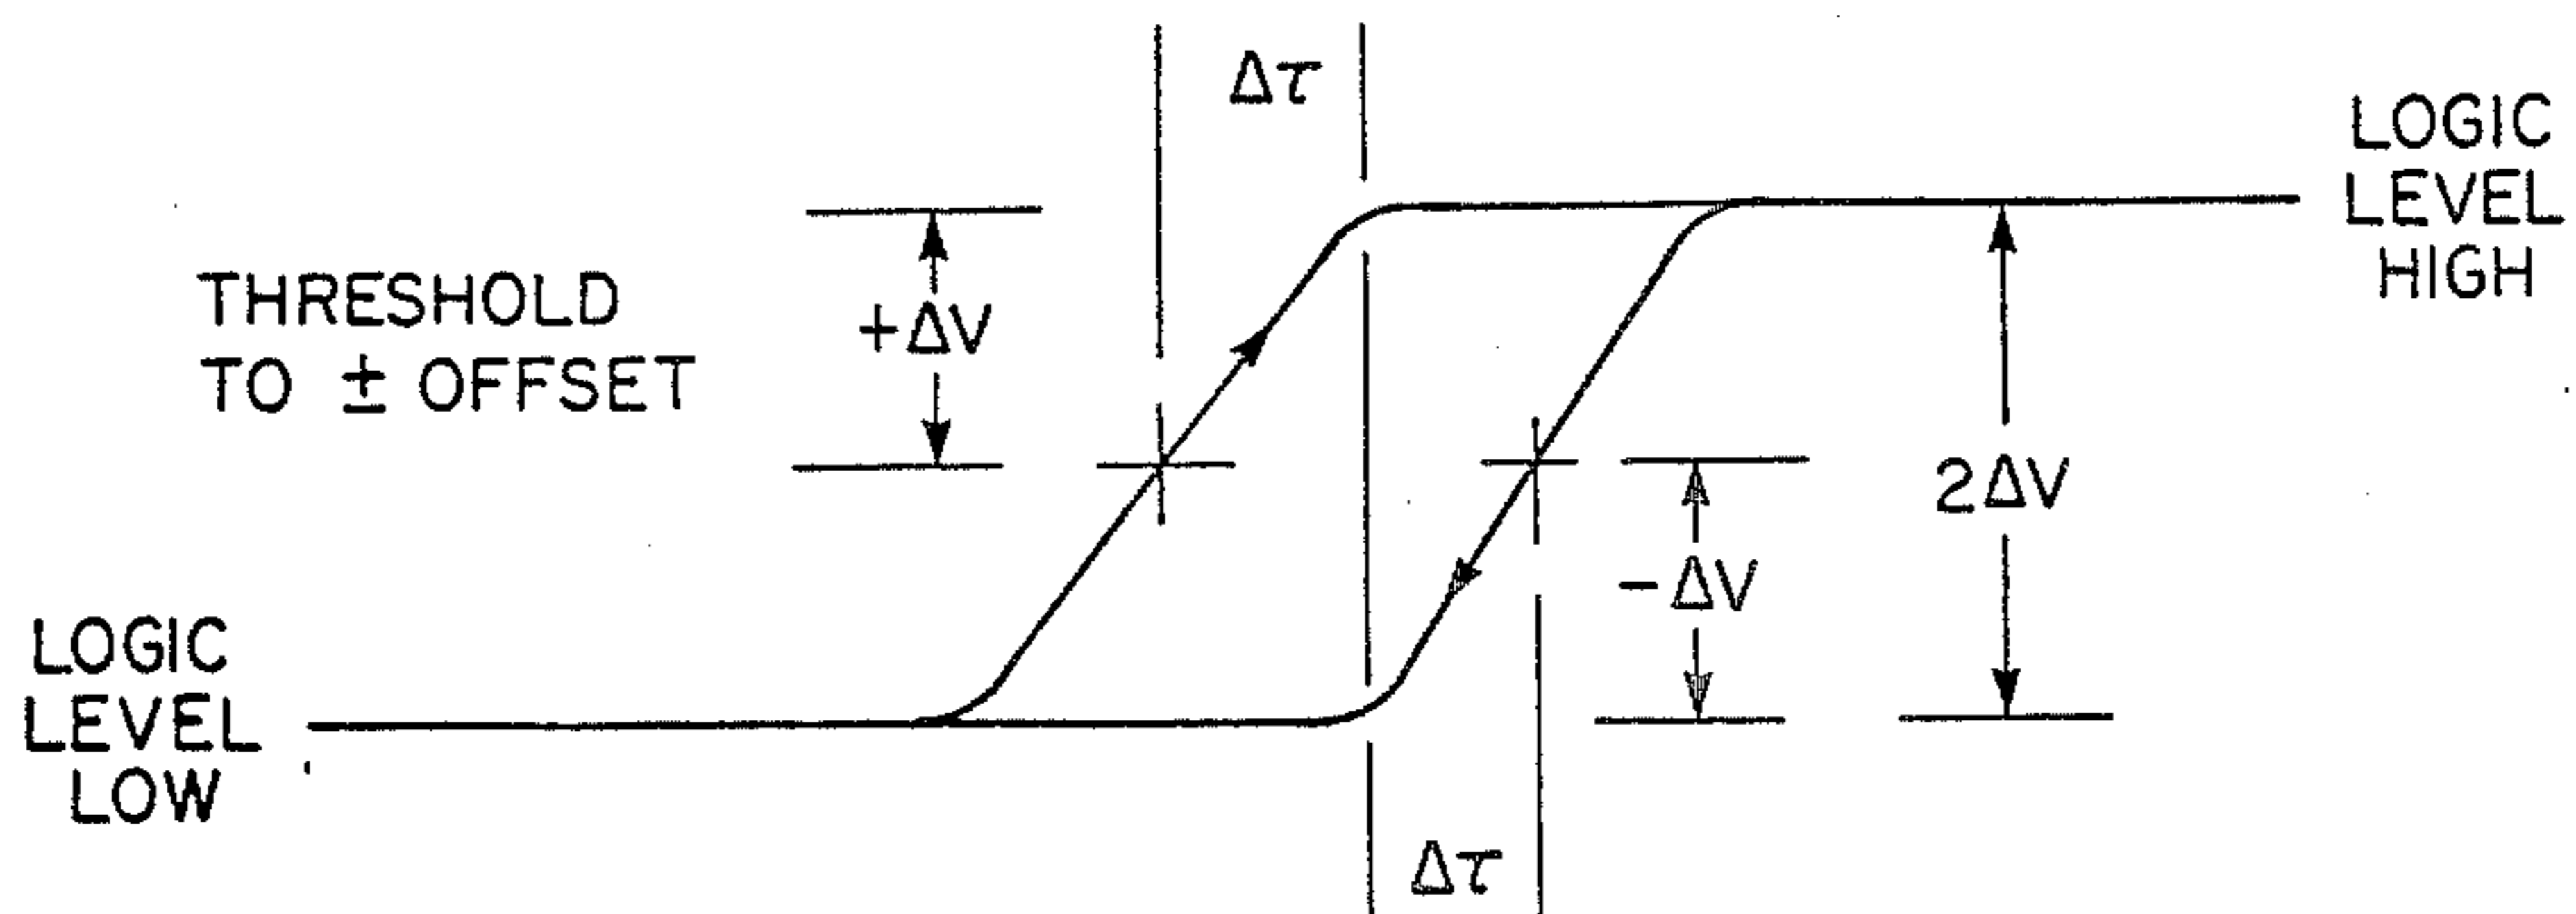 Δτ
LOGIC
LEVEL
HIGH
THRESHOLD
TO ± OFFSET
+ΔV
2ΔV
-ΔV
LOGIC
LEVEL
LOW
Δτ